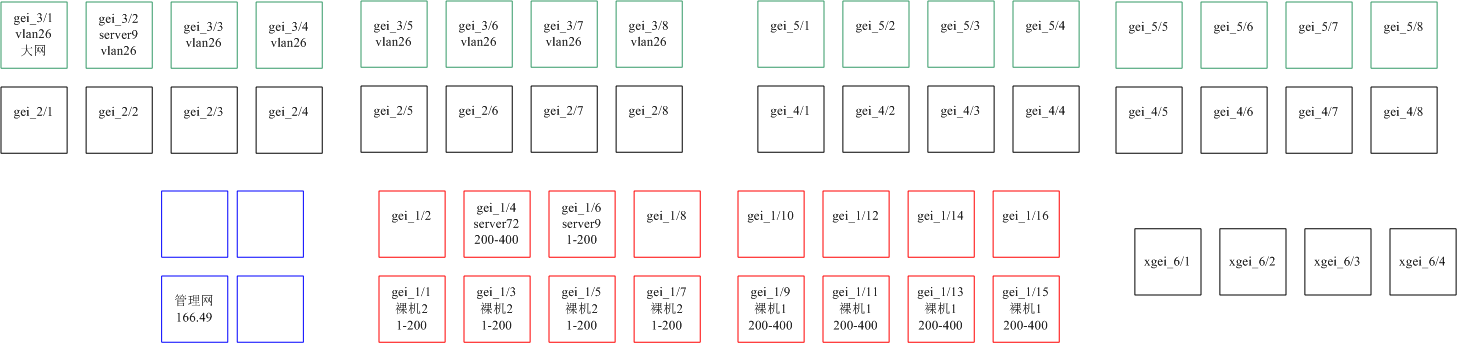 gei_3/1
vlan26
大网
gei_3/2
server9
vlan26
gei_3/3
vlan26
gei_3/4
vlan26
gei_3/5
vlan26
gei_3/6
vlan26
gei_3/7
vlan26
gei_3/8
vlan26
gei_5/1
gei_5/2
gei_5/3
gei_5/4
gei_5/5
gei_5/6
gei_5/7
gei_5/8
gei_2/1
gei_2/2
gei_2/3
gei_2/4
gei_2/5
gei_2/6
gei_2/7
gei_2/8
gei_4/1
gei_4/2
gei_4/3
gei_4/4
gei_4/5
gei_4/6
gei_4/7
gei_4/8
gei_1/2
gei_1/4
server72
200-400
gei_1/6
server9
1-200
gei_1/8
gei_1/10
gei_1/12
gei_1/14
gei_1/16
xgei_6/1
xgei_6/2
xgei_6/3
xgei_6/4
管理网
166.49
gei_1/1
裸机2
1-200
gei_1/3
裸机2
1-200
gei_1/5
裸机2
1-200
gei_1/7
裸机2
1-200
gei_1/9
裸机1
200-400
gei_1/11
裸机1
200-400
gei_1/13
裸机1
200-400
gei_1/15
裸机1
200-400